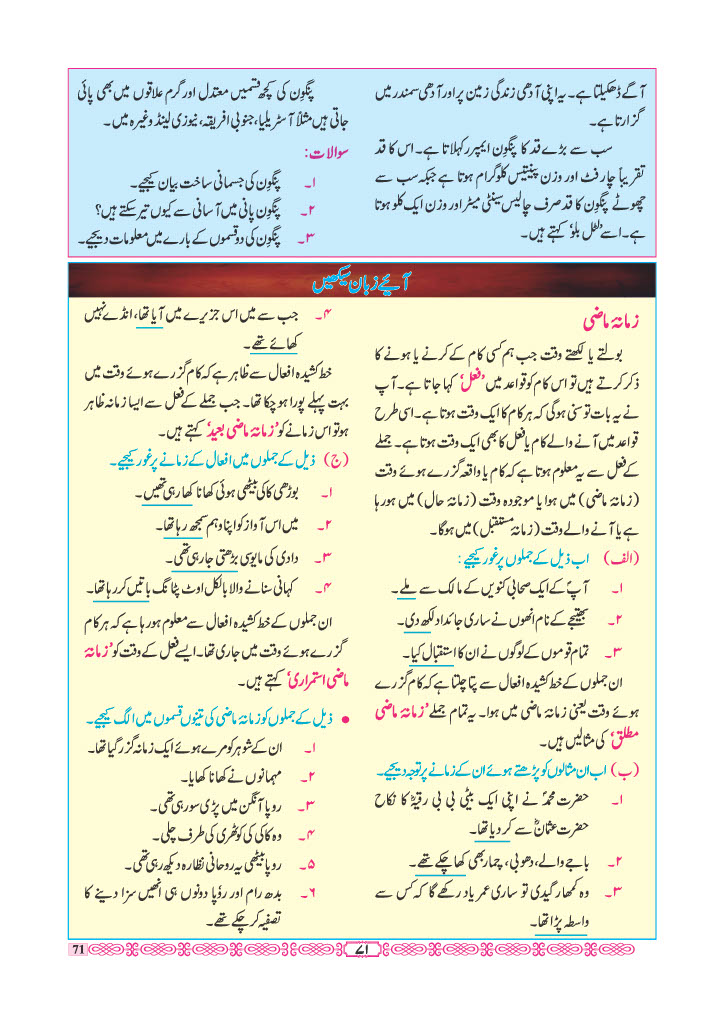 آگے ڈھکیلتا ہے۔ یہ اپنی آدھی زندگی زمین پر اور آدھی سمندر میں
گزارتا ہے۔
سب سے بڑے قد کا پنگوِن ایمپرر کہلاتا ہے۔ اس کا قد
تقریباً چار فٹ اور وزن پینتیس کلوگرام ہوتا ہے جبکہ سب سے
چھوٹے پنگوِن کا قد صرف چالیس سینٹی میٹر اور وزن ایک کلو ہوتا
ہے۔ اسے ’لٹل بلو‘ کہتے ہیں۔
پنگوِن کی کچھ قسمیں معتدل اور گرم علاقوں میں بھی پائی
جاتی ہیں مثلاً آسٹریلیا، جنوبی افریقہ، نیوزی لینڈ وغیرہ میں۔
سوالات:
۱۔ پنگوِن کی جسمانی ساخت بیان کیجیے۔
۲۔ پنگوِن پانی میں آسانی سے کیوں تیر سکتے ہیں؟
۳۔ پنگوِن کی دو قسموں کے بارے میں معلومات دیجیے۔
آئیے زبان سیکھیں
زمانۂ ماضی
بولتے یا لکھتے وقت جب ہم کسی کام کے کرنے یا ہونے کا
ذکر کرتے ہیں تو اس کام کو قواعد میں ’فعل‘ کہا جاتا ہے۔ آپ
نے یہ بات تو سنی ہوگی کہ ہر کام کا ایک وقت ہوتا ہے۔ اسی طرح
قواعد میں آنے والے کام یا فعل کا بھی ایک وقت ہوتا ہے۔ جملے
کے فعل سے یہ معلوم ہوتا ہے کہ کام یا واقعہ گزرے ہوئے وقت
(زمانۂ ماضی) میں ہوا یا موجودہ وقت (زمانۂ حال) میں ہو رہا
ہے یا آنے والے وقت (زمانۂ مستقبل) میں ہوگا۔
(الف) اب ذیل کے جملوں پر غور کیجیے :
۱۔ آپؐ کے ایک صحابی کنویں کے مالک سے ملے۔
۲۔ بھتیجے کے نام انھوں نے ساری جائداد لکھ دی۔
۳۔ تمام قوموں کے لوگوں نے ان کا استقبال کیا۔
ان جملوں کے خط کشیدہ افعال سے پتا چلتا ہے کہ کام گزرے
ہوئے وقت یعنی زمانۂ ماضی میں ہوا۔ یہ تمام جملے ’زمانۂ ماضی
مطلق‘ کی مثالیں ہیں۔
(ب) اب ان مثالوں کو پڑھتے ہوئے ان کے زمانے پر توجہ دیجیے۔
۱۔ حضرت محمدؐ نے اپنی ایک بیٹی بی بی رقیہؓ کا نکاح
حضرت عثمانؓ سے کر دیا تھا۔
۲۔ باجے والے، دھوبی، چمار بھی کھا چکے تھے۔
۳۔ وہ کمھار گیدی تو ساری عمر یاد رکھے گا کہ کس سے
واسطہ پڑا تھا۔
۴۔ جب سے میں اس جزیرے میں آیا تھا، انڈے نہیں
کھائے تھے۔
خط کشیدہ افعال سے ظاہر ہے کہ کام گزرے ہوئے وقت میں
بہت پہلے پورا ہو چکا تھا۔ جب جملے کے فعل سے ایسا زمانہ ظاہر
ہو تو اس زمانے کو ’زمانۂ ماضی بعید‘ کہتے ہیں۔
(ج) ذیل کے جملوں میں افعال کے زمانے پر غور کیجیے۔
۱۔ بوڑھی کاکی بیٹھی ہوئی کھانا کھا رہی تھیں۔
۲۔ میں اس آواز کو اپنا وہم سمجھ رہا تھا۔
۳۔ دادی کی مایوسی بڑھتی جا رہی تھی۔
۴۔ کہانی سنانے والا بالکل اوٹ پٹانگ باتیں کر رہا تھا۔
ان جملوں کے خط کشیدہ افعال سے معلوم ہو رہا ہے کہ ہر کام
گزرے ہوئے وقت میں جاری تھا۔ ایسے فعل کے وقت کو ’زمانۂ
ماضی استمراری‘ کہتے ہیں۔
• ذیل کے جملوں کو زمانۂ ماضی کی تینوں قسموں میں الگ کیجیے۔
۱۔ ان کے شوہر کو مرے ہوئے ایک زمانہ گزر گیا تھا۔
۲۔ مہمانوں نے کھانا کھایا۔
۳۔ روپا آنگن میں پڑی سو رہی تھی۔
۴۔ وہ کاکی کی کوٹھری کی طرف چلی۔
۵۔ روپا بیٹھی یہ روحانی نظارہ دیکھ رہی تھی۔
۶۔ بدھ رام اور روٗپا دونوں ہی انھیں سزا دینے کا
تصفیہ کر چکے تھے۔
71
۷۱